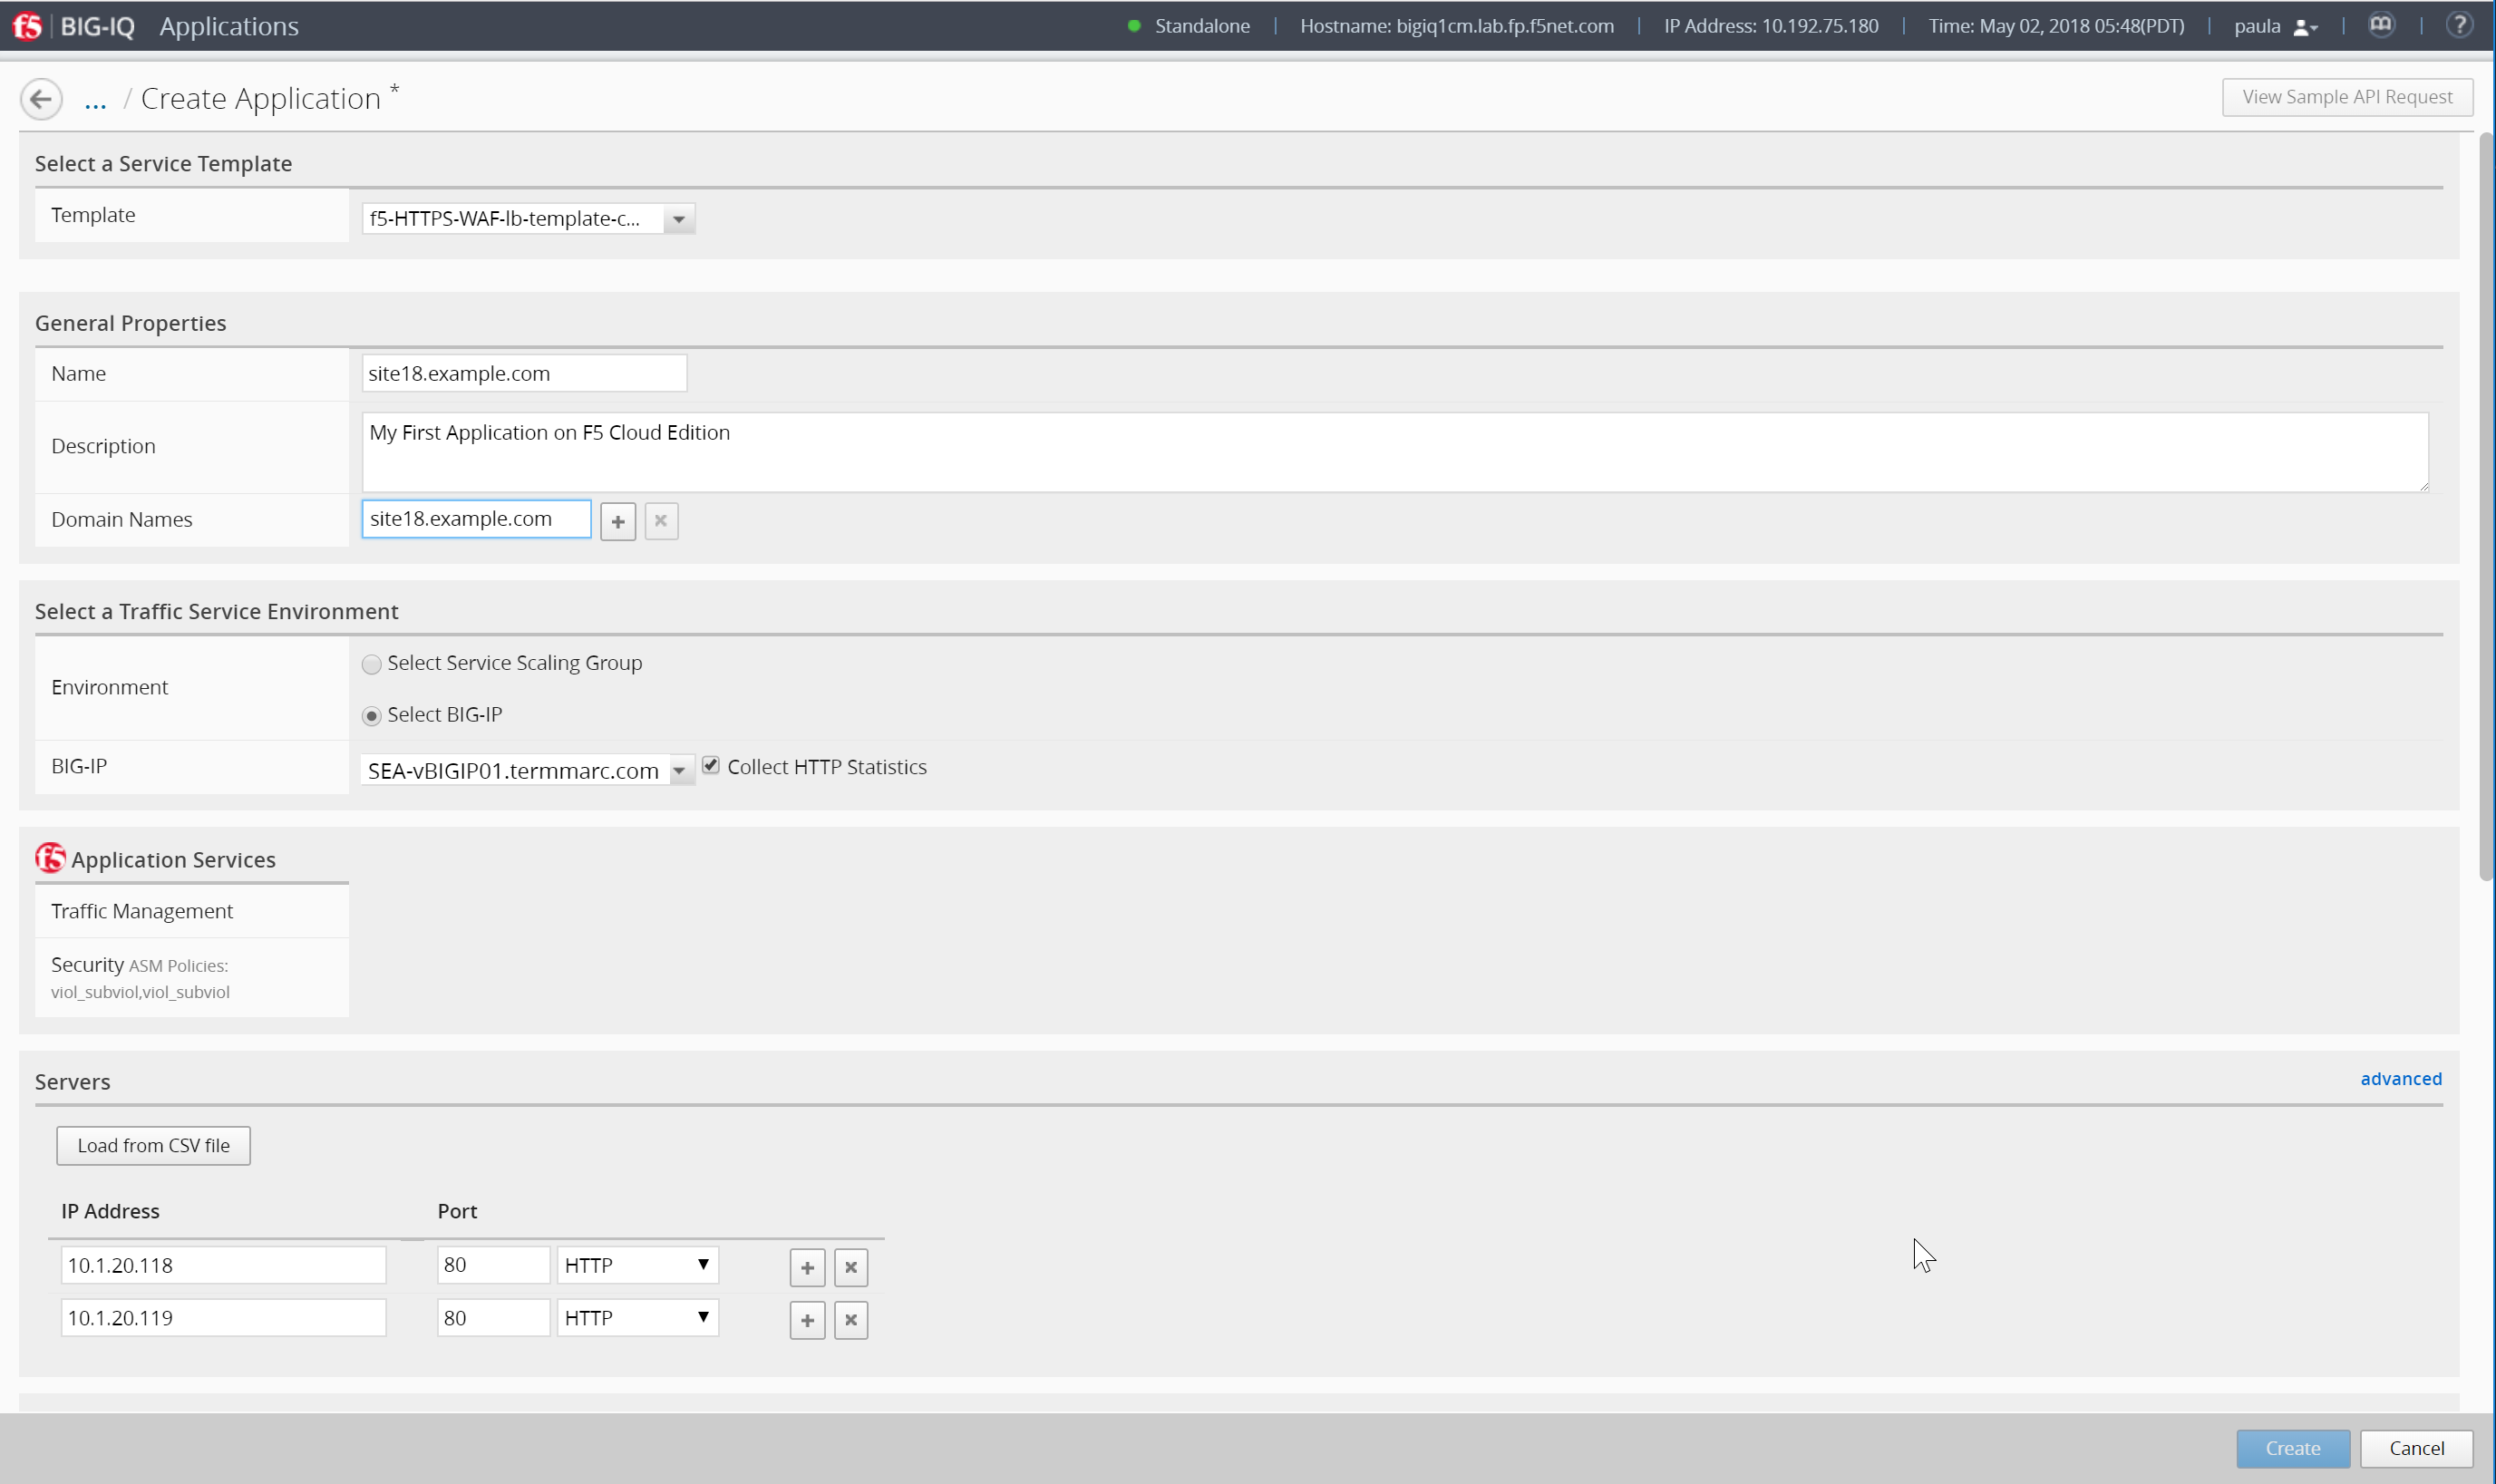 f5 BIG-IQ Applications Standalone Hostname: bigiq1cm.lab.fp.f5net.com IP Address: 10.192.75.180 Time: May 02, 2018 05:48(PDT) paula ?
... / Create Application * View Sample API Request
Select a Service Template
Template f5-HTTPS-WAF-lb-template-c...
General Properties
Name site18.example.com
Description My First Application on F5 Cloud Edition
Domain Names site18.example.com
Select a Traffic Service Environment
Environment Select Service Scaling Group
Select BIG-IP
BIG-IP SEA-vBIGIP01.termmarc.com Collect HTTP Statistics
f5 Application Services
Traffic Management
Security ASM Policies:
viol_subviol,viol_subviol
Servers advanced
Load from CSV file
IP Address Port
10.1.20.118 80 HTTP
10.1.20.119 80 HTTP
Create Cancel